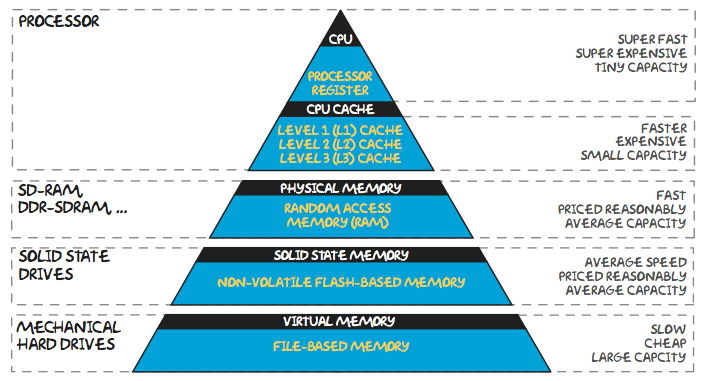 PROCESSOR
CPU
PROCESSOR
REGISTER
SUPER FAST
SUPER EXPENSIVE
TINY CAPACITY
CPU CACHE
LEVEL 1 (L1) CACHE
LEVEL 2 (L2) CACHE
LEVEL 3 (L3) CACHE
FASTER
EXPENSIVE
SMALL CAPACITY
SD-RAM,
DDR-SDRAM, ...
PHYSICAL MEMORY
RANDOM ACCESS
MEMORY (RAM)
FAST
PRICED REASONABLY
AVERAGE CAPACITY
SOLID STATE
DRIVES
SOLID STATE MEMORY
NON-VOLATILE FLASH-BASED MEMORY
AVERAGE SPEED
PRICED REASONABLY
AVERAGE CAPACITY
MECHANICAL
HARD DRIVES
VIRTUAL MEMORY
FILE-BASED MEMORY
SLOW
CHEAP
LARGE CAPCITY